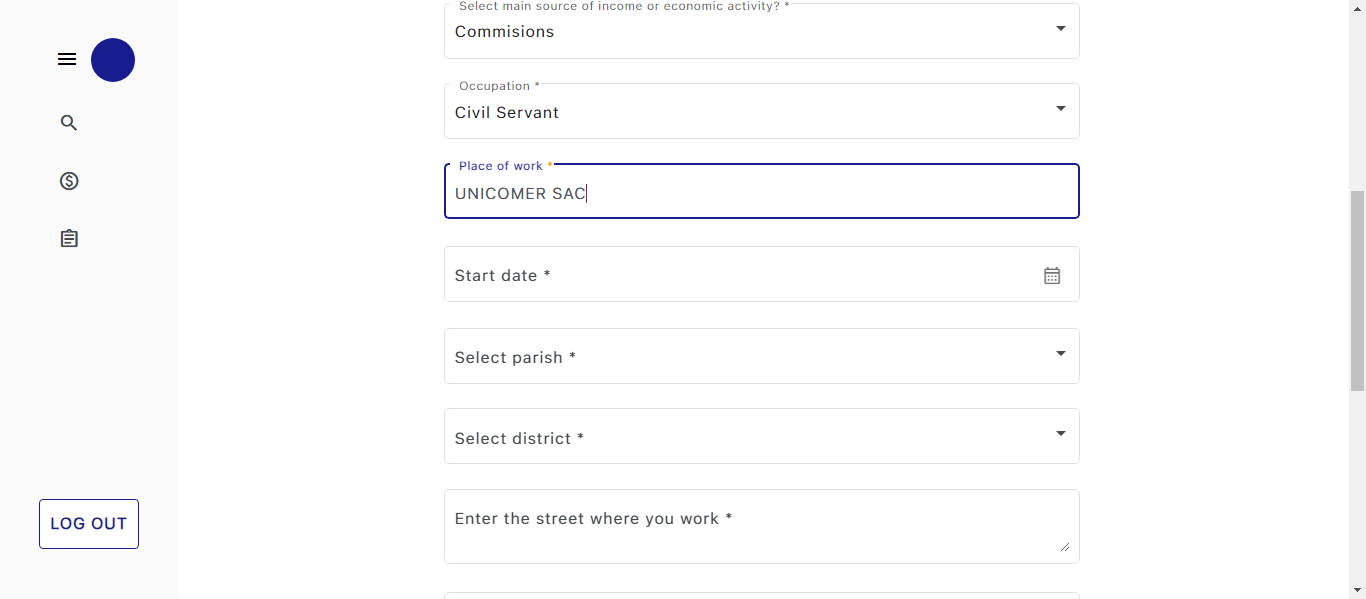 Select main source of income or economic activity? *
Commisions
Occupation *
Civil Servant
Place of work *
UNICOMER SAC
Start date *
Select parish *
Select district *
Enter the street where you work *
LOG OUT